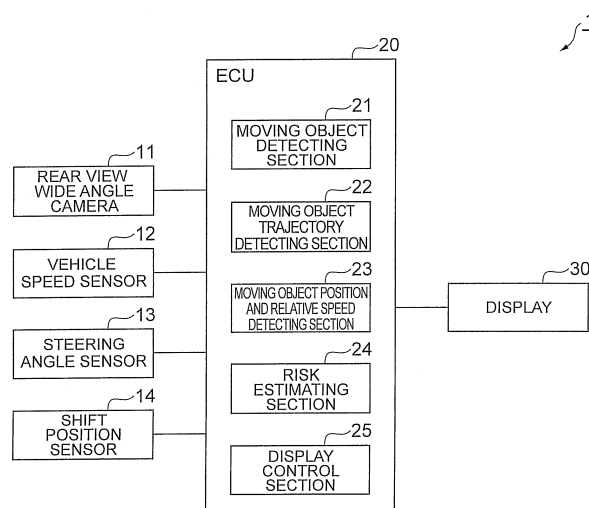 20
ECU
21
MOVING OBJECT
DETECTING
SECTION
11
REAR VIEW
WIDE ANGLE
CAMERA
22
MOVING OBJECT
TRAJECTORY
DETECTING SECTION
12
VEHICLE
SPEED SENSOR
23
MOVING OBJECT POSITION
AND RELATIVE SPEED
DETECTING SECTION
30
DISPLAY
13
STEERING
ANGLE SENSOR
24
RISK
ESTIMATING
SECTION
14
SHIFT
POSITION
SENSOR
25
DISPLAY
CONTROL
SECTION